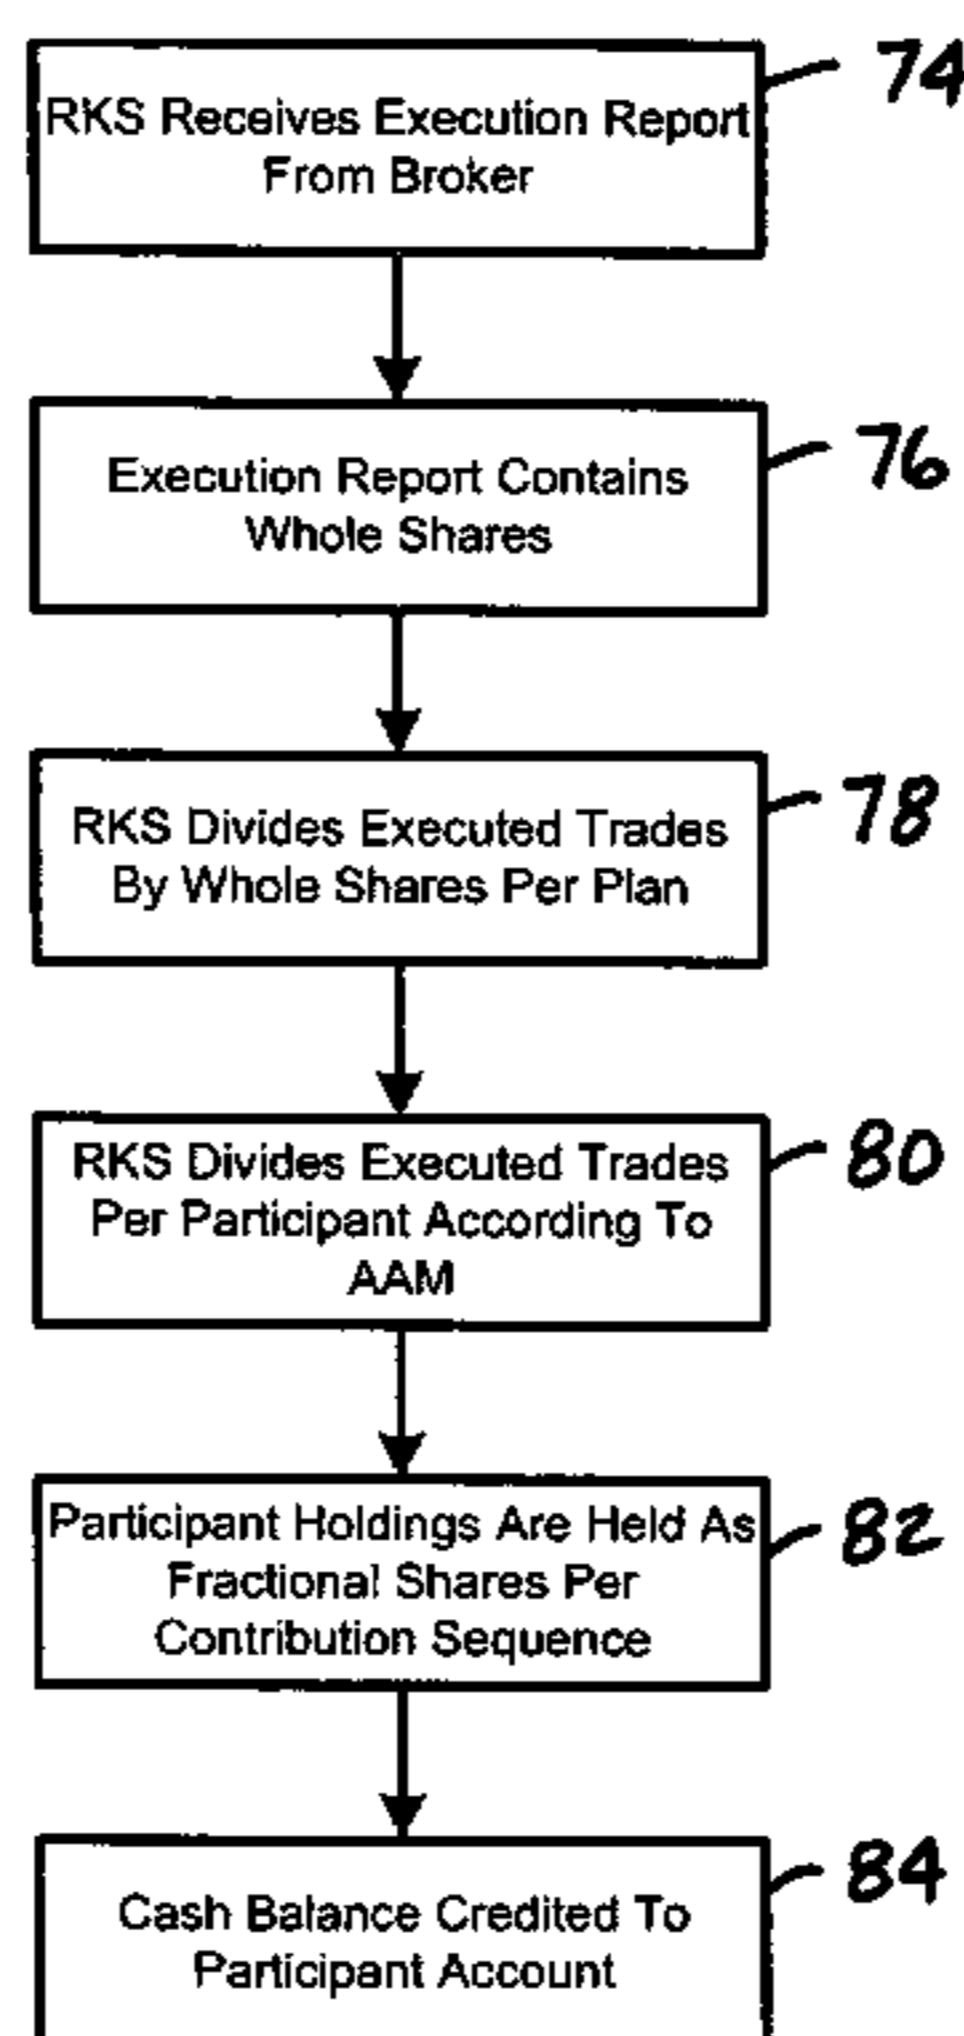 74
RKS Receives Execution Report
From Broker
76
Execution Report Contains
Whole Shares
78
RKS Divides Executed Trades
By Whole Shares Per Plan
80
RKS Divides Executed Trades
Per Participant According To
AAM
82
Participant Holdings Are Held As
Fractional Shares Per
Contribution Sequence
84
Cash Balance Credited To
Participant Account